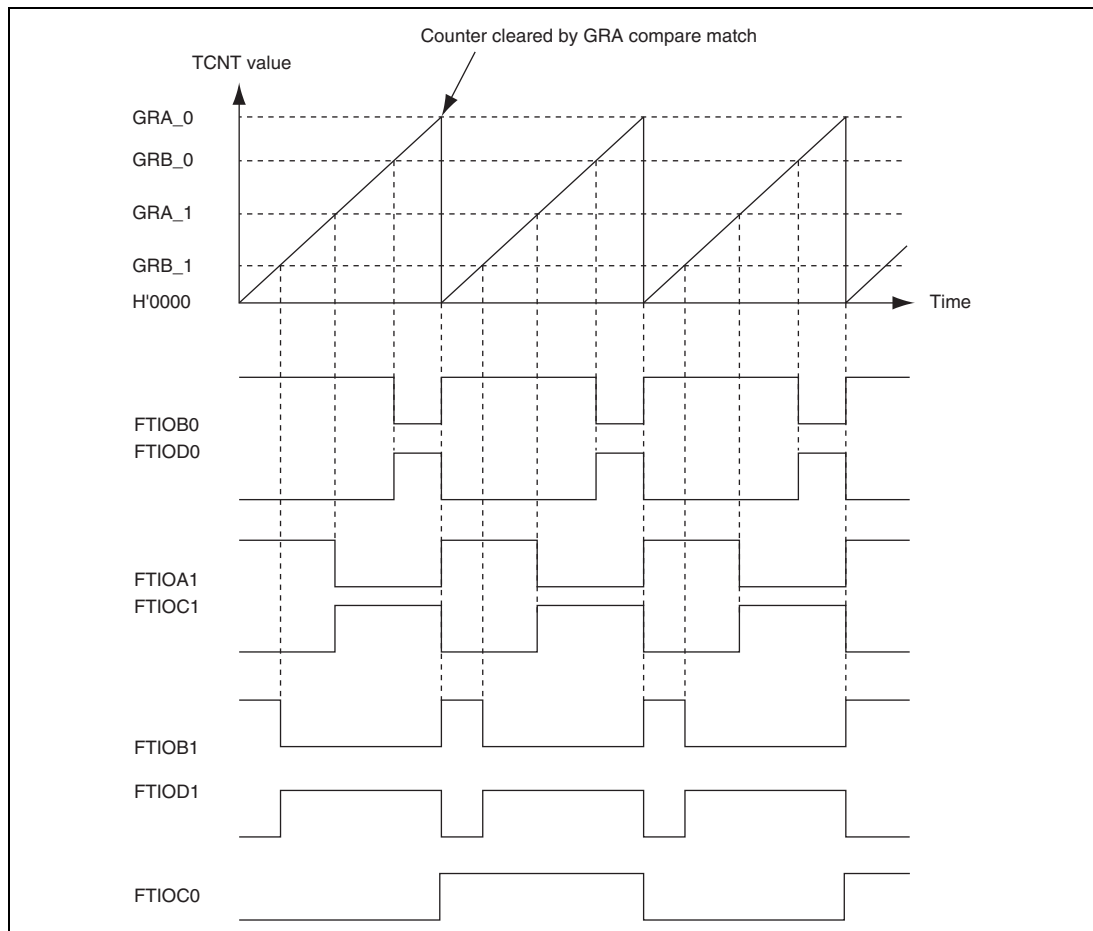 Counter cleared by GRA compare match
TCNT value
GRA_0
GRB_0
GRA_1
GRB_1
H'0000
Time
FTIOB0
FTIOD0
FTIOA1
FTIOC1
FTIOB1
FTIOD1
FTIOC0